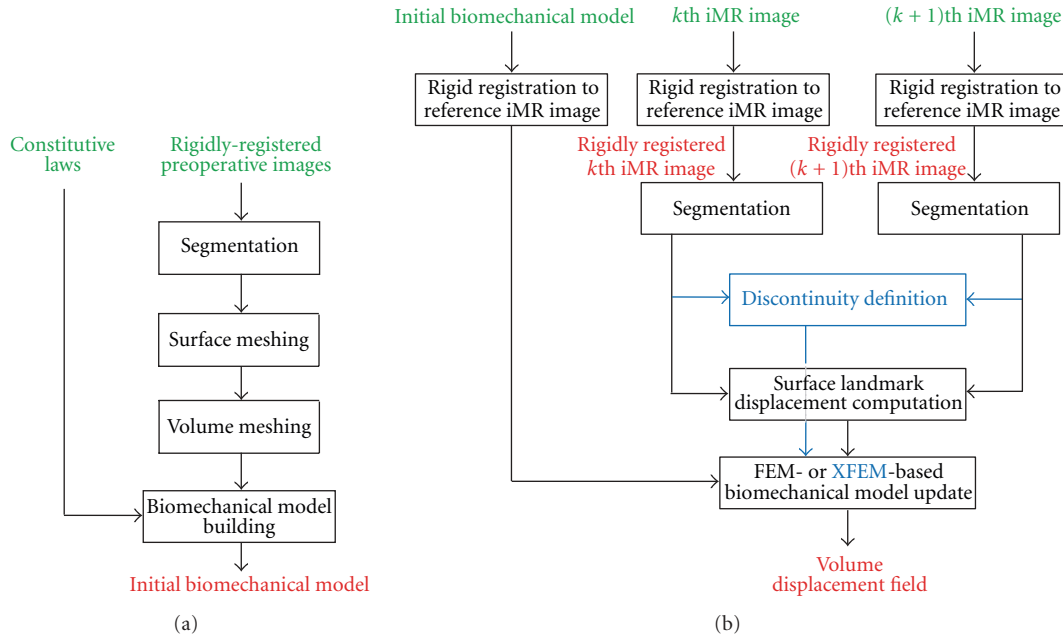 Constitutive
laws
Rigidly-registered
preoperative images
Segmentation
Surface meshing
Volume meshing
Biomechanical model
building
Initial biomechanical model
(a)
Initial biomechanical model
kth iMR image
(k + 1)th iMR image
Rigid registration to
reference iMR image
Rigid registration to
reference iMR image
Rigid registration to
reference iMR image
Rigidly registered
kth iMR image
Rigidly registered
(k + 1)th iMR image
Segmentation
Segmentation
Discontinuity definition
Surface landmark
displacement computation
FEM- or XFEM-based
biomechanical model update
Volume
displacement field
(b)